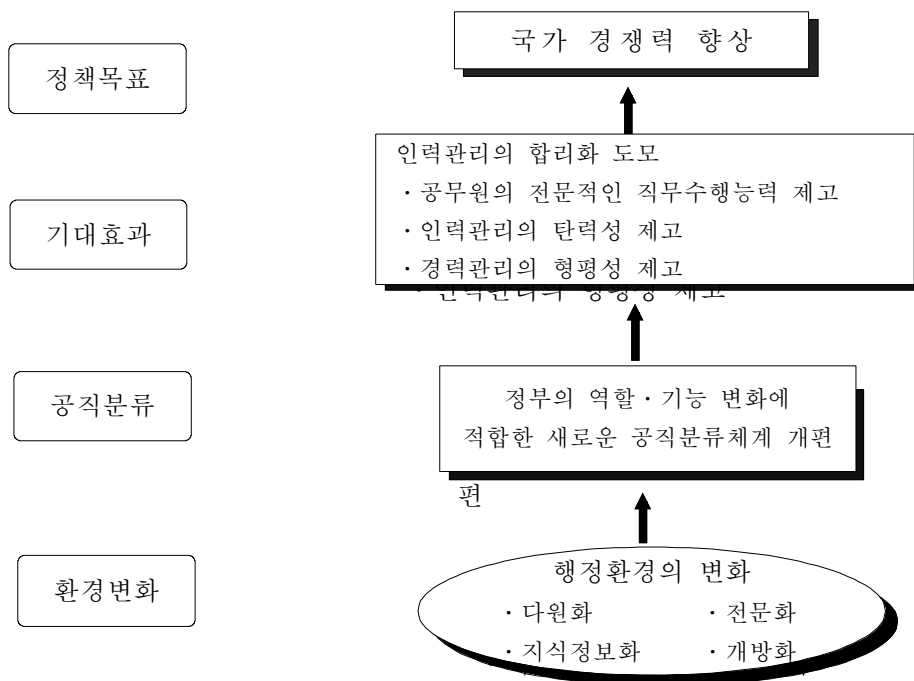 국가 경쟁력 향상
정책목표
인력관리의 합리화 도모
·공무원의 전문적인 직무수행능력 제고
·인력관리의 탄력성 제고
·경력관리의 형평성 제고
기대효과
공직분류
정부의 역할·기능 변화에
적합한 새로운 공직분류체계 개편
편
환경변화
행정환경의 변화
·다원화 ·전문화
·지식정보화 ·개방화